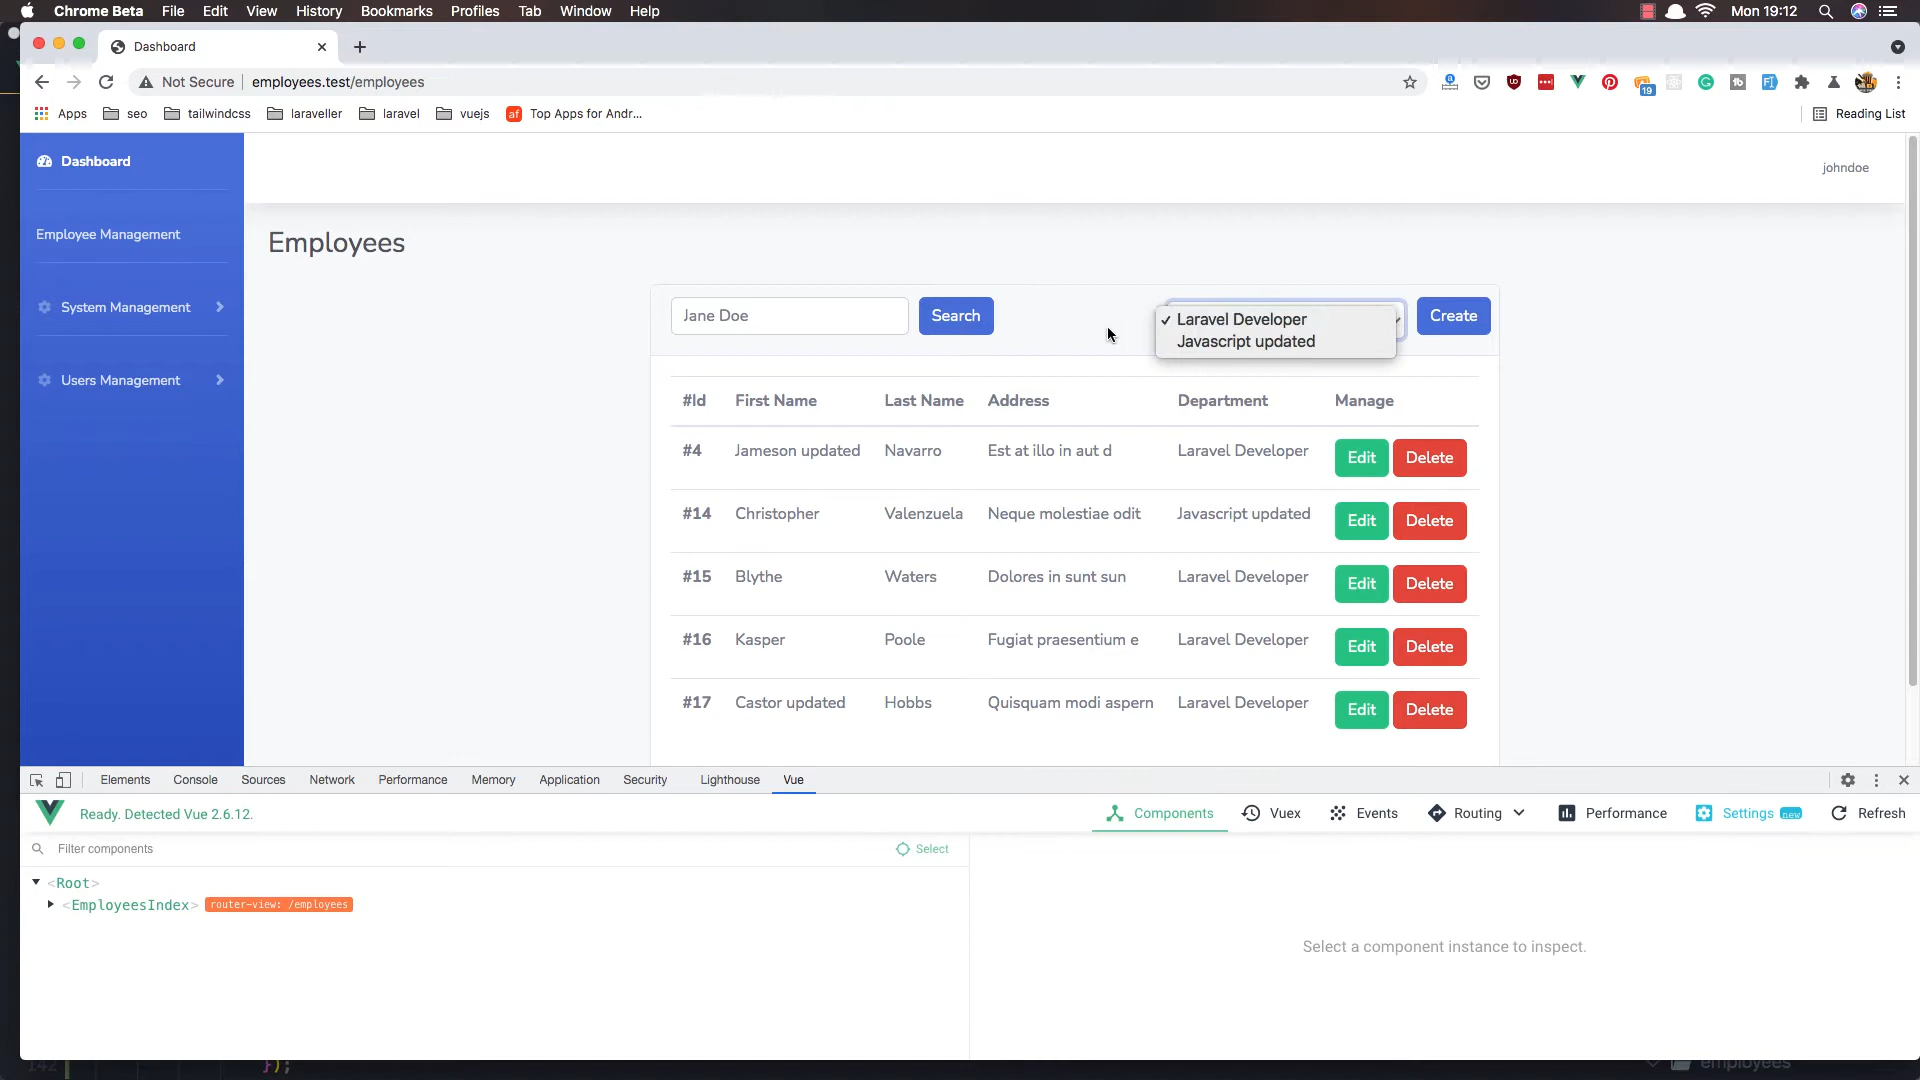 Chrome Beta File Edit View History Bookmarks Profiles Tab Window Help Mon 19:12
Dashboard
Not Secure employees.test/employees 19
Apps seo tailwindcss laraveller laravel vuejs af Top Apps for Andr... Reading List
Dashboard
johndoe
Employee Management
System Management
Users Management
Employees
Jane Doe Search Laravel Developer Create
Javascript updated
#Id First Name Last Name Address Department Manage
#4 Jameson updated Navarro Est at illo in aut d Laravel Developer Edit Delete
#14 Christopher Valenzuela Neque molestiae odit Javascript updated Edit Delete
#15 Blythe Waters Dolores in sunt sun Laravel Developer Edit Delete
#16 Kasper Poole Fugiat praesentium e Laravel Developer Edit Delete
#17 Castor updated Hobbs Quisquam modi aspern Laravel Developer Edit Delete
Elements Console Sources Network Performance Memory Application Security Lighthouse Vue
Ready. Detected Vue 2.6.12. Components Vuex Events Routing Performance Settings new Refresh
Filter components Select
<Root>
<EmployeesIndex> router-view: /employees
Select a component instance to inspect.
142 }); employees